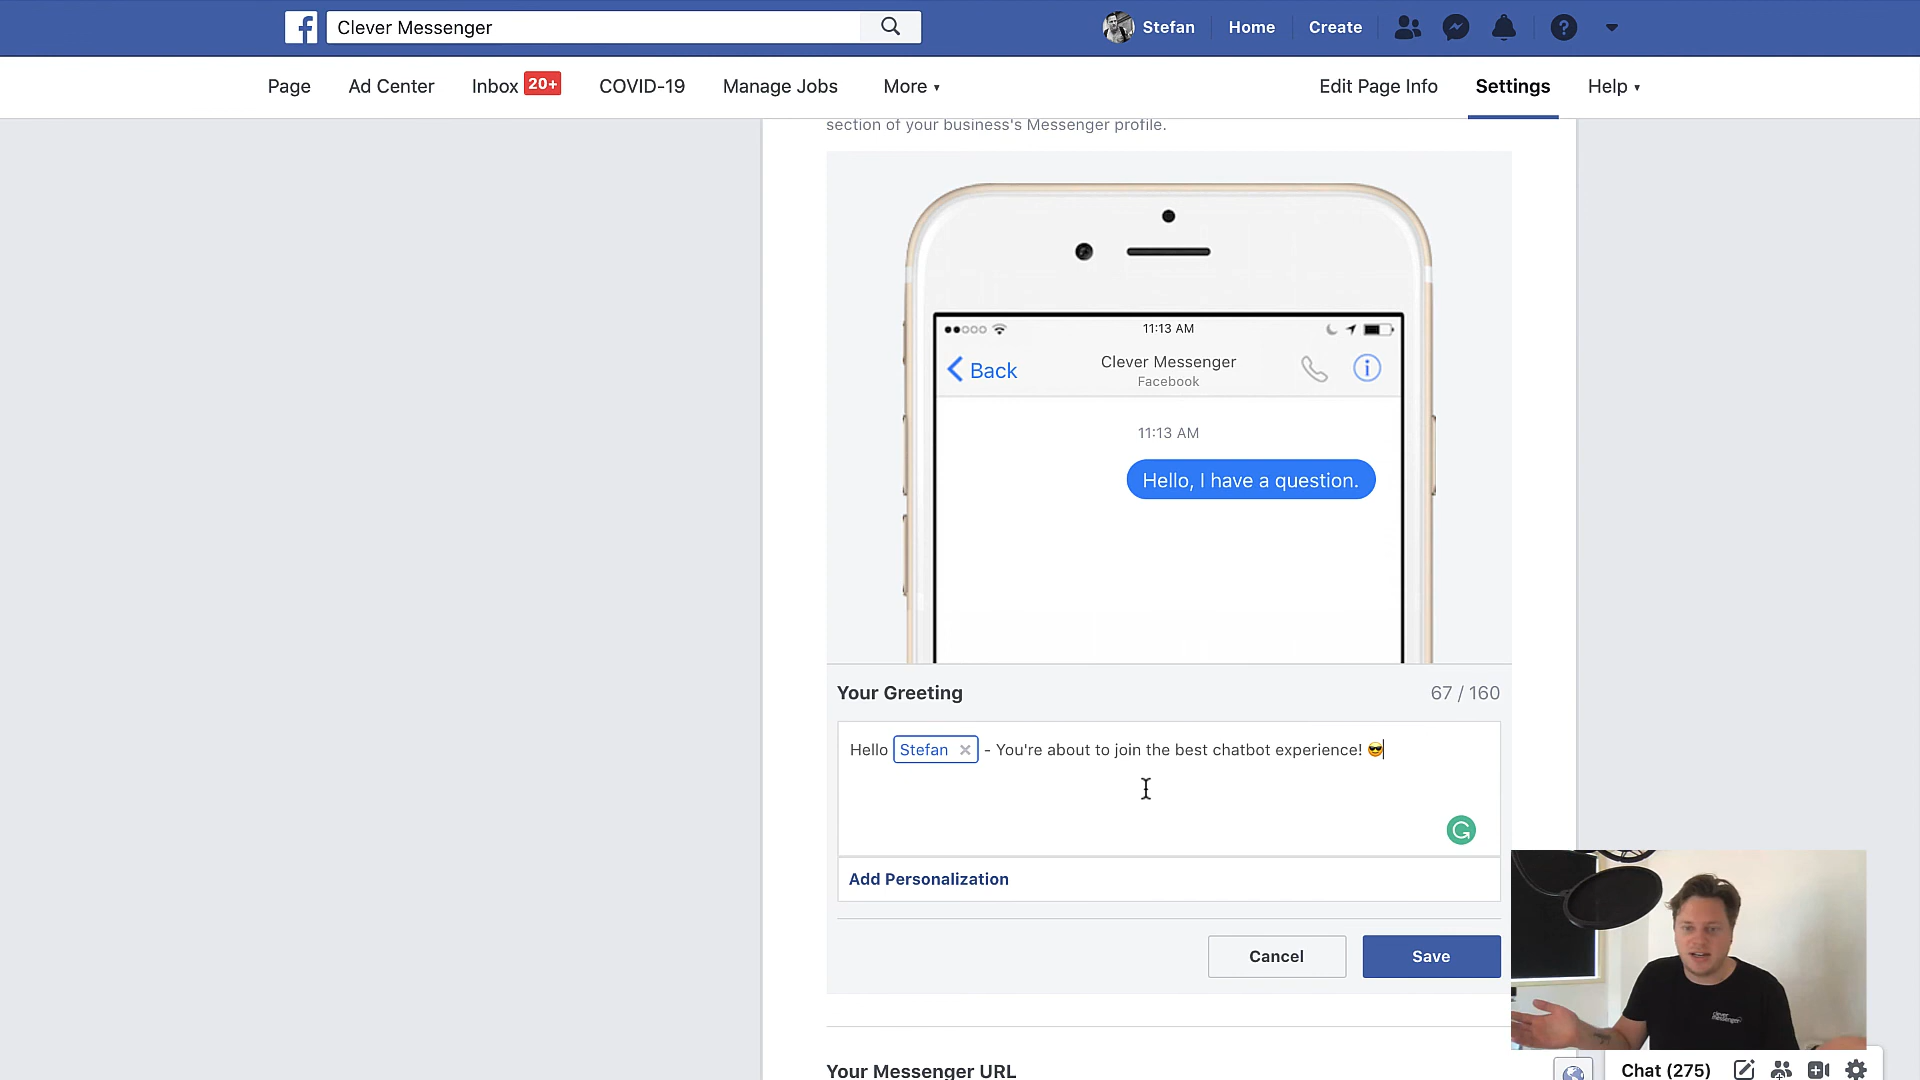 Clever Messenger
Stefan
Home
Create
Page
Ad Center
Inbox 20+
COVID-19
Manage Jobs
More
Edit Page Info
Settings
Help
section of your business's Messenger profile.
11:13 AM
Back
Clever Messenger
Facebook
11:13 AM
Hello, I have a question.
Your Greeting
67 / 160
Hello Stefan × - You're about to join the best chatbot experience! 😎
Add Personalization
Cancel
Save
clever
messenger
Your Messenger URL
Chat (275)